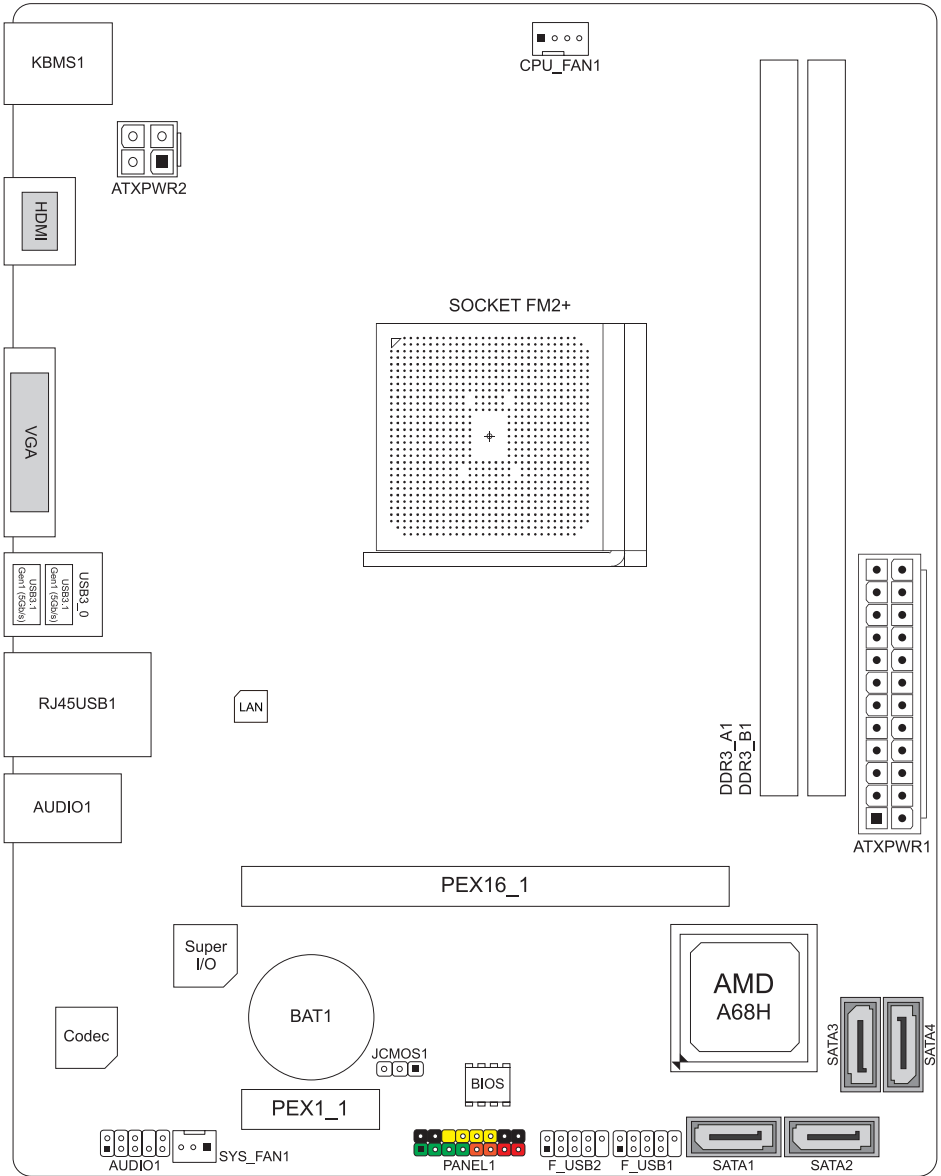 KBMS1
CPU_FAN1
ATXPWR2
HDMI
SOCKET FM2+
VGA
USB3_0
USB3.1
Gen1 (5Gb/s)
USB3.1
Gen1 (5Gb/s)
RJ45USB1
LAN
DDR3_A1
DDR3_B1
AUDIO1
ATXPWR1
PEX16_1
Super
I/O
AMD
A68H
BAT1
Codec
SATA3
SATA4
JCMOS1
BIOS
PEX1_1
AUDIO1
SYS_FAN1
PANEL1
F_USB2
F_USB1
SATA1
SATA2